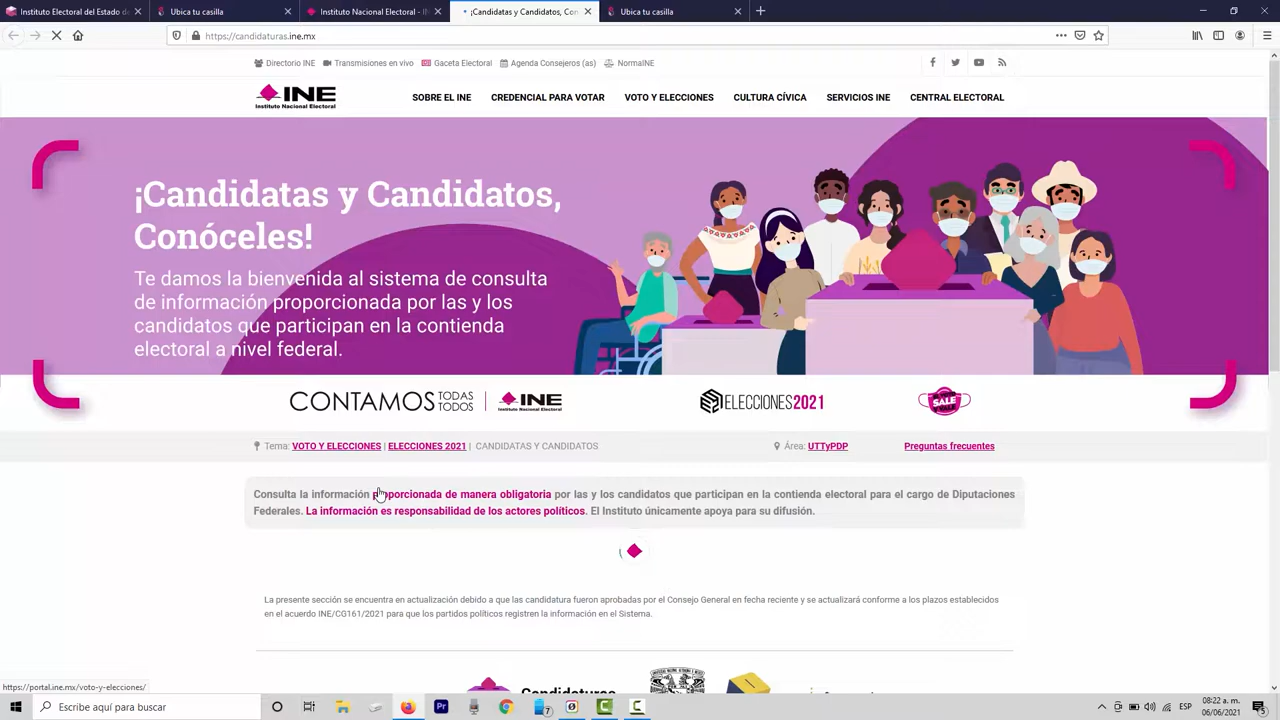 Instituto Electoral del Estado de
Ubica tu casilla
Instituto Nacional Electoral - IN
¡Candidatas y Candidatos, Con
Ubica tu casilla
https://candidaturas.ine.mx
Directorio INE
Transmisiones en vivo
Gaceta Electoral
Agenda Consejeros (as)
NormaINE
INE
Instituto Nacional Electoral
SOBRE EL INE
CREDENCIAL PARA VOTAR
VOTO Y ELECCIONES
CULTURA CÍVICA
SERVICIOS INE
CENTRAL ELECTORAL
¡Candidatas y Candidatos,
Conóceles!
Te damos la bienvenida al sistema de consulta
de información proporcionada por las y los
candidatos que participan en la contienda
electoral a nivel federal.
CONTAMOS TODAS TODOS
INE
Instituto Nacional Electoral
ELECCIONES2021
SALE
Tema: VOTO Y ELECCIONES | ELECCIONES 2021 | CANDIDATAS Y CANDIDATOS
Área: UTTyPDP
Preguntas frecuentes
Consulta la información proporcionada de manera obligatoria por las y los candidatos que participan en la contienda electoral para el cargo de Diputaciones
Federales. La información es responsabilidad de los actores políticos. El Instituto únicamente apoya para su difusión.
La presente sección se encuentra en actualización debido a que las candidatura fueron aprobadas por el Consejo General en fecha reciente y se actualizará conforme a los plazos establecidos
en el acuerdo INE/CG161/2021 para que los partidos políticos registren la información en el Sistema.
Candidaturas
https://portal.ine.mx/voto-y-elecciones/
Escribe aquí para buscar
Pr
7
ESP
08:22 a. m.
06/06/2021
5